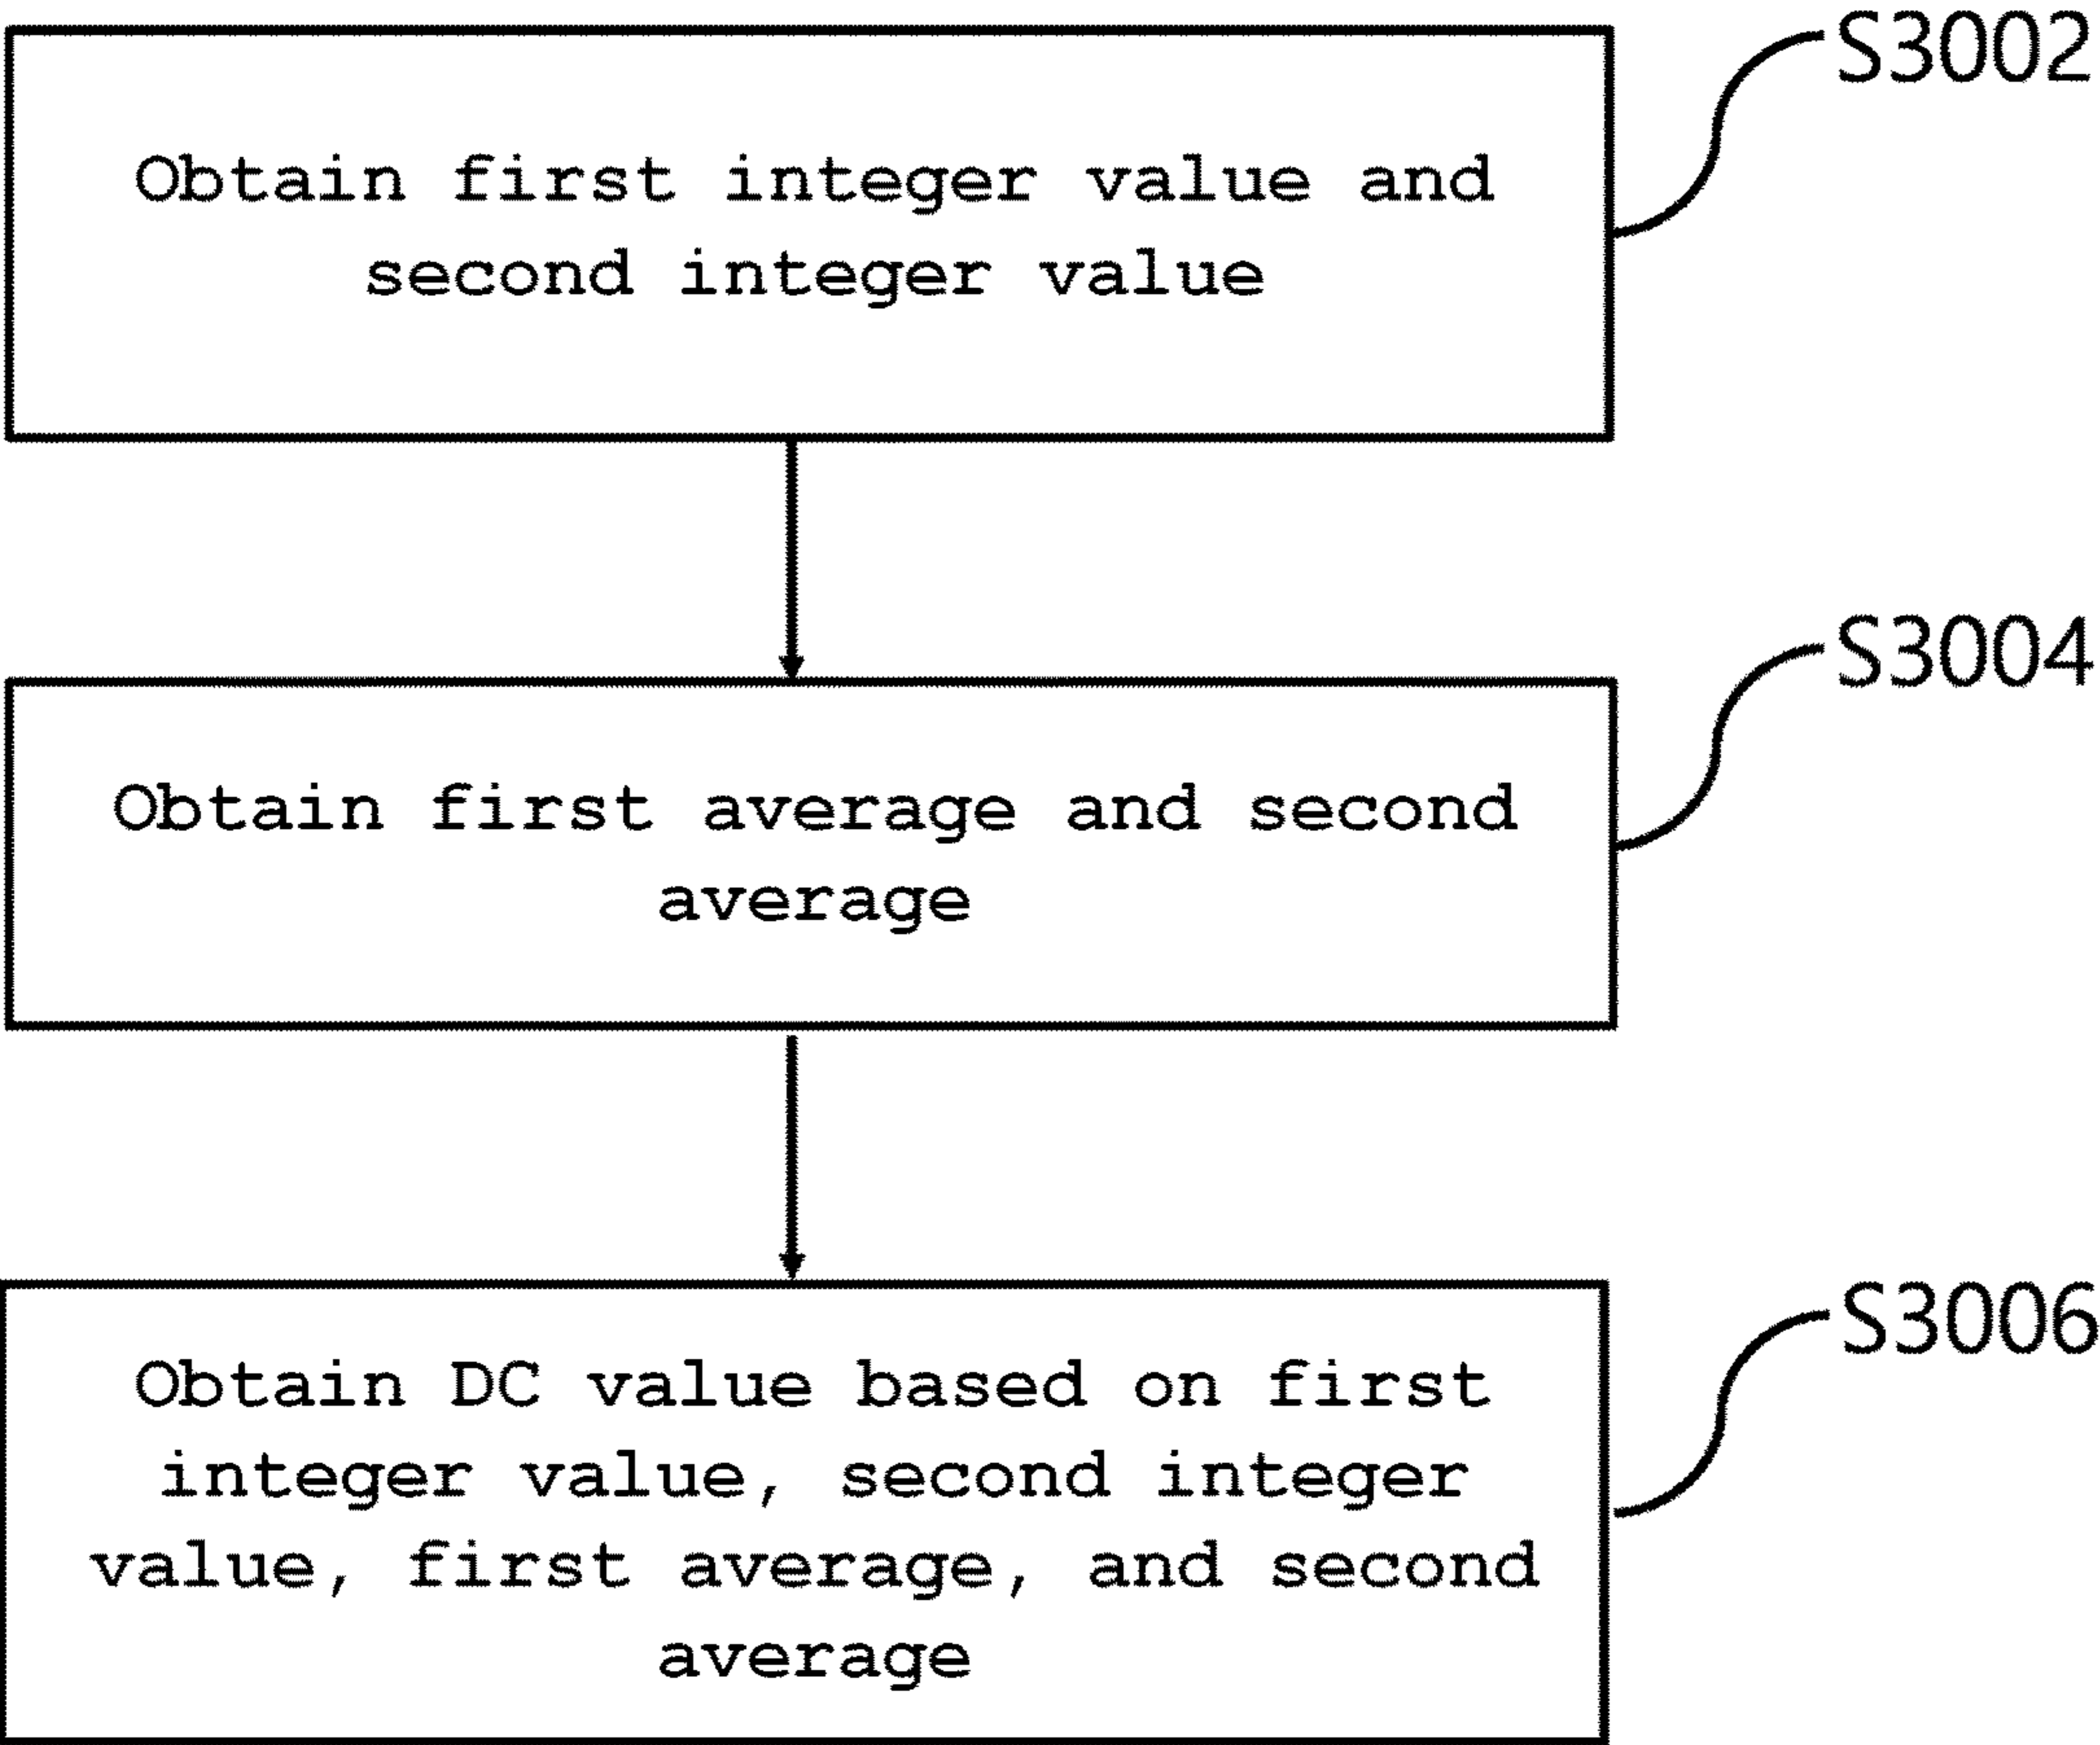 S3002
Obtain first integer value and
second integer value
S3004
Obtain first average and second
average
S3006
Obtain DC value based on first
integer value, second integer
value, first average, and second
average